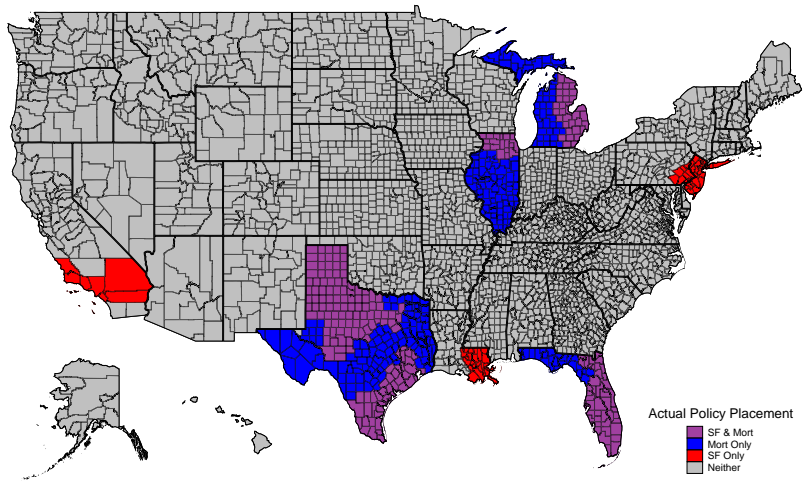 Actual Policy Placement
SF & Mort
Mort Only
SF Only
Neither